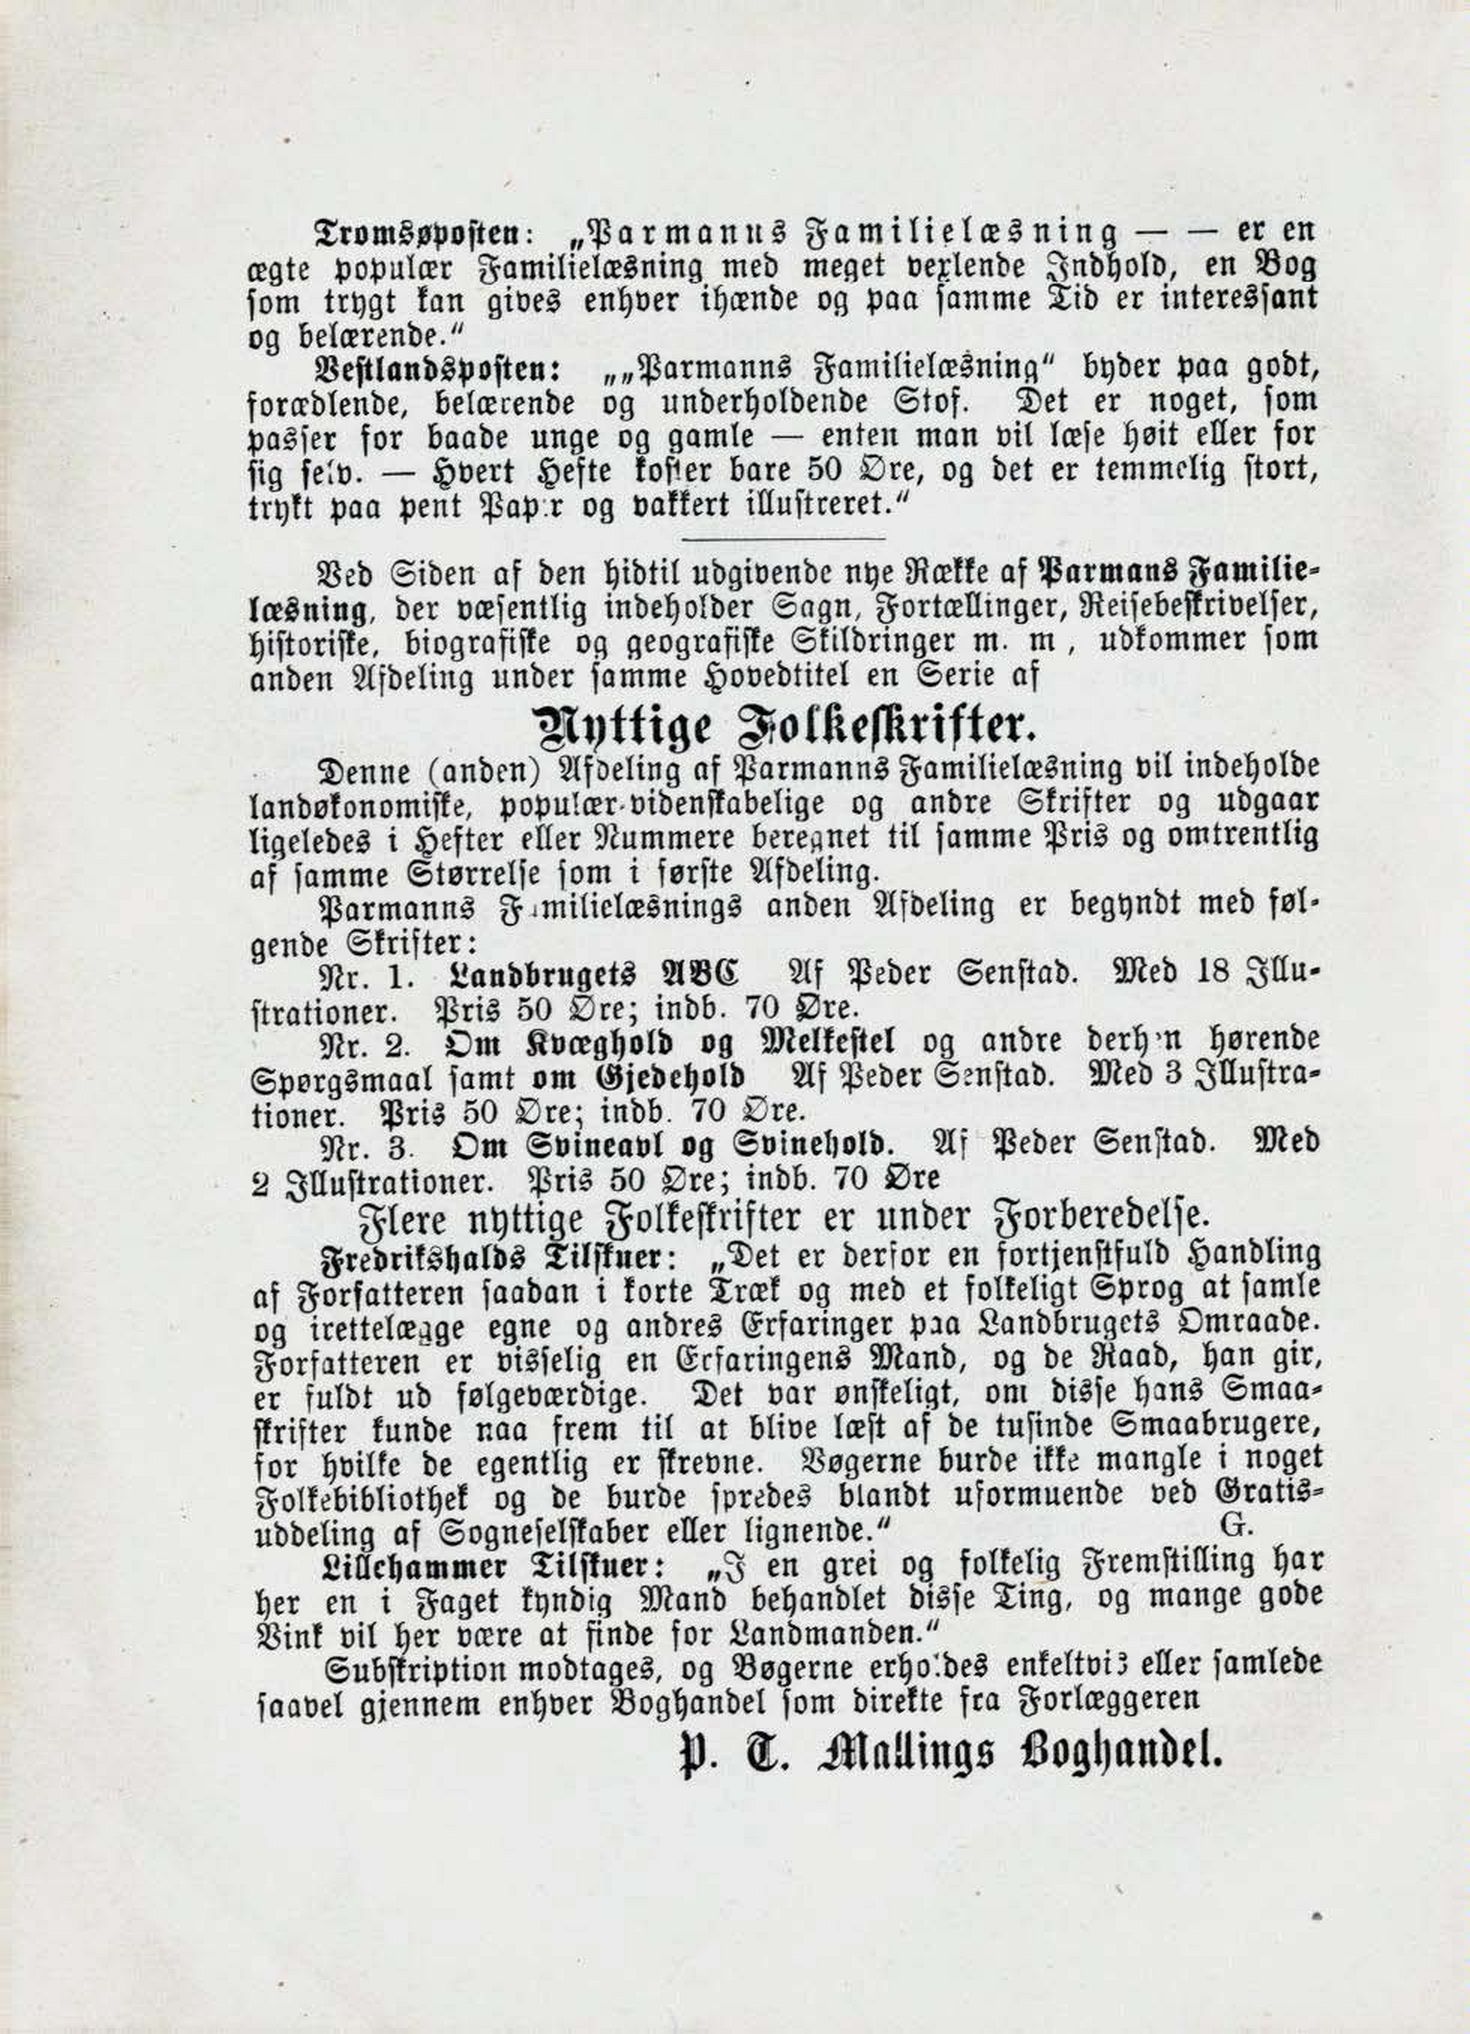 Tromsøposten: „Parmanns Familielæsning — — er en
ægte populær Familielæsning med meget vexlende Indhold, en Bog
som trygt kan gives enhver ihænde og paa samme Tid er interessant
og belærende.“
Vestlandsposten: „„Parmanns Familielæsning“ byder paa godt,
forædlende, belærende og underholdende Stof. Det er noget, som
passer for baade unge og gamle — enten man vil læse høit eller for
sig selv. — Hvert Hefte koster bare 50 Øre, og det er temmelig stort,
trykt paa pent Papir og vakkert illustreret.“
Ved Siden af den hidtil udgivende nye Række af Parmans Familie-
læsning, der væsentlig indeholder Sagn, Fortællinger, Reisebeskrivelser,
historiske, biografiske og geografiske Skildringer m. m, udkommer som
anden Afdeling under samme Hovedtitel en Serie af
Nyttige Folkeskrifter.
Denne (anden) Afdeling af Parmanns Familielæsning vil indeholde
landøkonomiske, populær-videnskabelige og andre Skrifter og udgaar
ligeledes i Hefter eller Nummere beregnet til samme Pris og omtrentlig
af samme Størrelse som i første Afdeling.
Parmanns Familielæsnings anden Afdeling er begyndt med føl-
gende Skrifter:
Nr. 1. Landbrugets ABC Af Peder Senstad. Med 18 Illu-
strationer. Pris 50 Øre; indb. 70 Øre.
Nr. 2. Om Kvæghold og Melkestel og andre derhen hørende
Spørgsmaal samt om Gjedehold Af Peder Senstad. Med 3 Illustra-
tioner. Pris 50 Øre; indb. 70 Øre.
Nr. 3. Om Svineavl og Svinehold. Af Peder Senstad. Med
2 Illustrationer. Pris 50 Øre; indb. 70 Øre
Flere nyttige Folkeskrifter er under Forberedelse.
Fredrikshalds Tilskuer: „Det er derfor en fortjenstfuld Handling
af Forfatteren saadan i korte Træk og med et folkeligt Sprog at samle
og irettelægge egne og andres Erfaringer paa Landbrugets Omraade.
Forfatteren er visselig en Erfaringens Mand, og de Raad, han gir,
er fuldt ud følgeværdige. Det var ønskeligt, om disse hans Smaa-
skrifter kunde naa frem til at blive læst af de tusinde Smaabrugere,
for hvilke de egentlig er skrevne. Bøgerne burde ikke mangle i noget
Folkebibliothek og de burde spredes blandt uformuende ved Gratis-
uddeling af Sogneselskaber eller lignende.“ G.
Lillehammer Tilskuer: „I en grei og folkelig Fremstilling har
her en i Faget kyndig Mand behandlet disse Ting, og mange gode
Vink vil her være at finde for Landmanden.“
Subskription modtages, og Bøgerne erholdes enkeltvis eller samlede
saavel gjennem enhver Boghandel som direkte fra Forlæggeren
P. T. Mallings Boghandel.